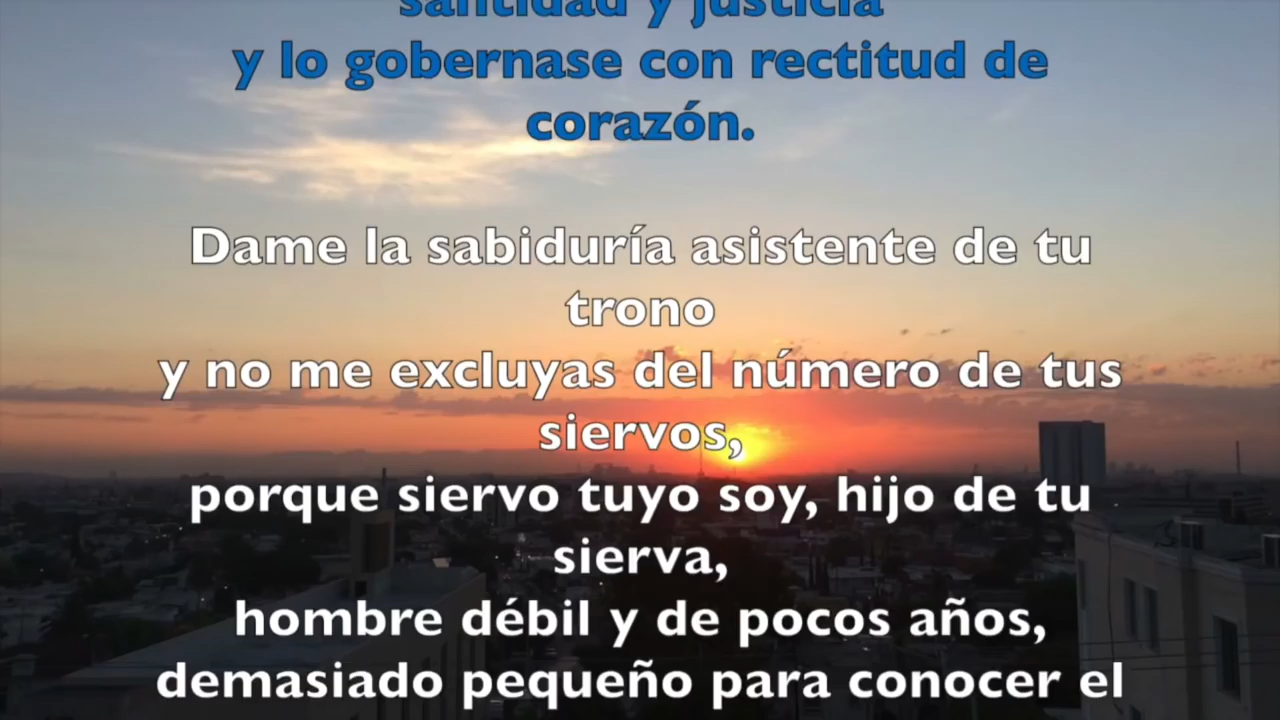 santidad y justicia
y lo gobernase con rectitud de
corazón.
Dame la sabiduría asistente de tu
trono
y no me excluyas del número de tus
siervos,
porque siervo tuyo soy, hijo de tu
sierva,
hombre débil y de pocos años,
demasiado pequeño para conocer el